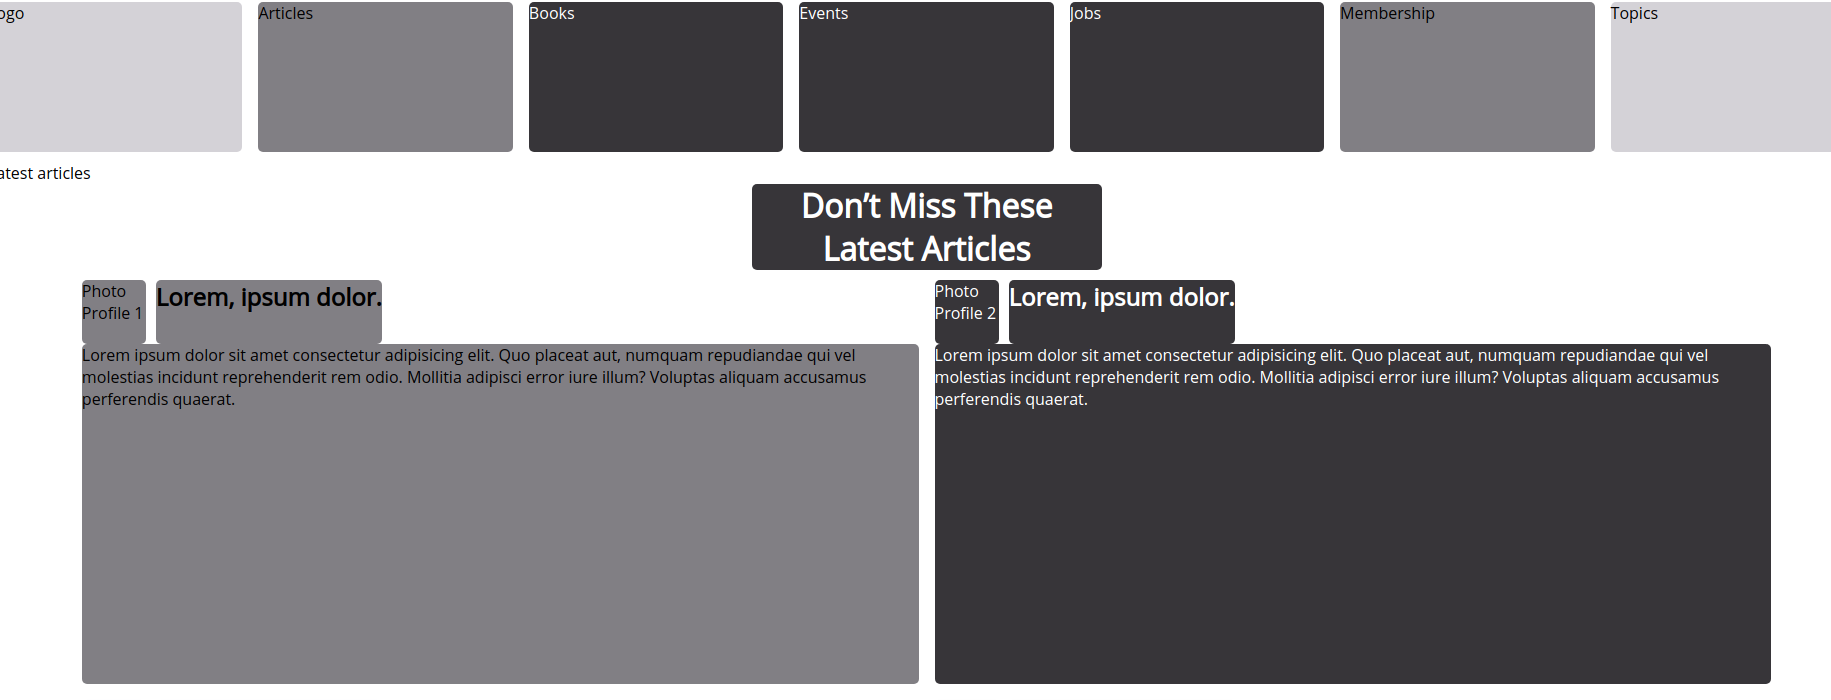 ogo
Articles
Books
Events
Jobs
Membership
Topics
atest articles
Don’t Miss These
Latest Articles
Photo
Profile 1
Lorem, ipsum dolor.
Lorem ipsum dolor sit amet consectetur adipisicing elit. Quo placeat aut, numquam repudiandae qui vel
molestias incidunt reprehenderit rem odio. Mollitia adipisci error iure illum? Voluptas aliquam accusamus
perferendis quaerat.
Photo
Profile 2
Lorem, ipsum dolor.
Lorem ipsum dolor sit amet consectetur adipisicing elit. Quo placeat aut, numquam repudiandae qui vel
molestias incidunt reprehenderit rem odio. Mollitia adipisci error iure illum? Voluptas aliquam accusamus
perferendis quaerat.